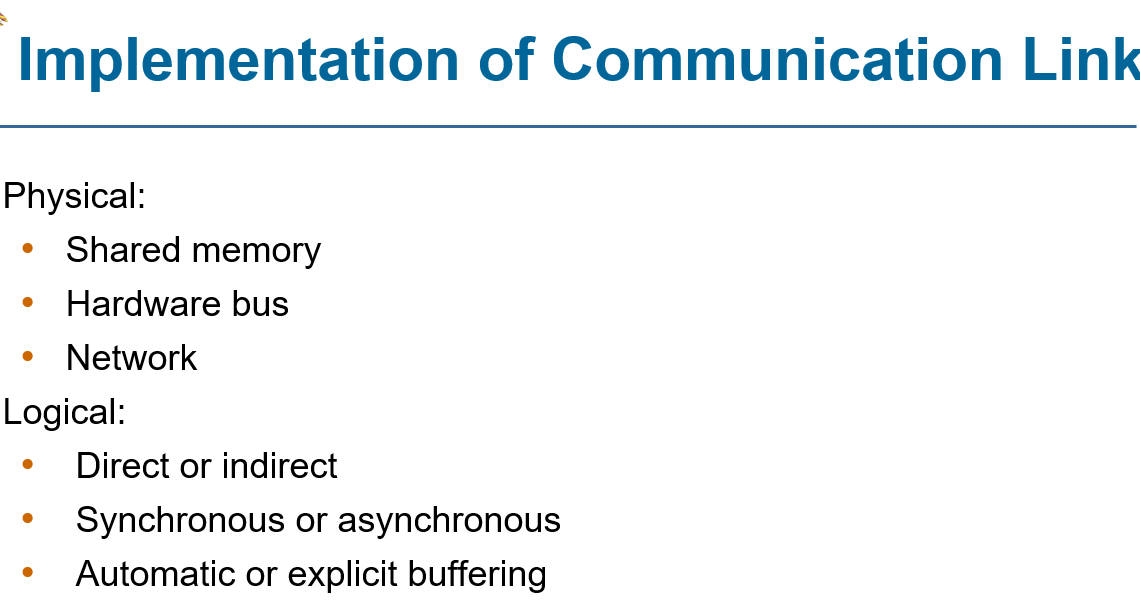 Implementation of Communication Link
Physical:
• Shared memory
• Hardware bus
• Network
Logical:
• Direct or indirect
• Synchronous or asynchronous
• Automatic or explicit buffering